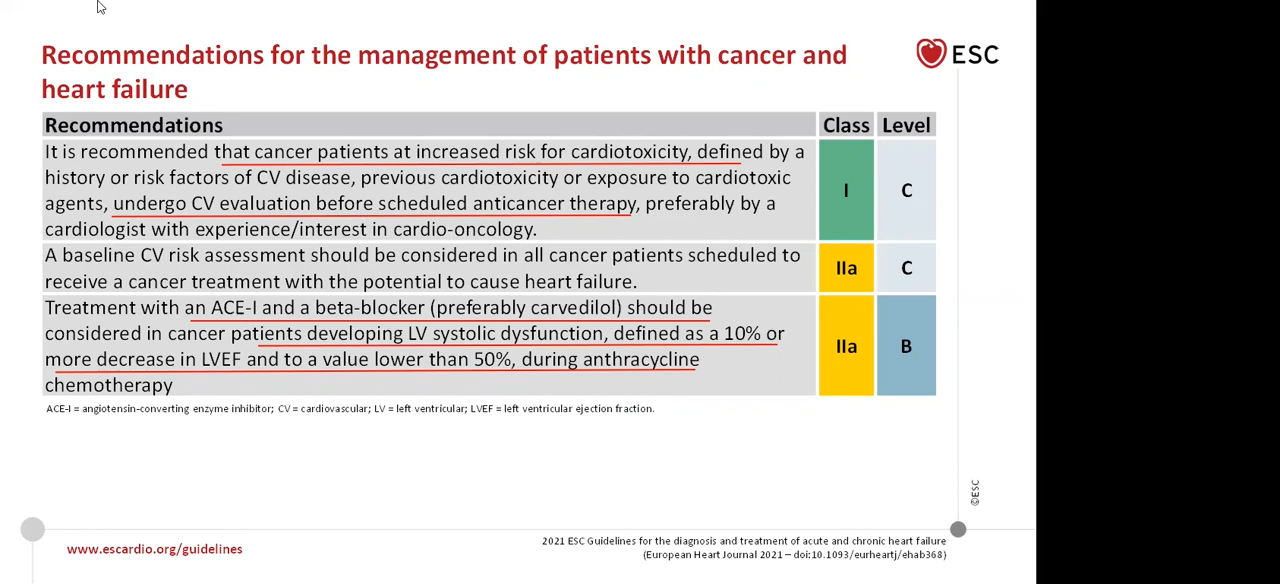 Recommendations for the management of patients with cancer and
heart failure
ESC
Recommendations Class Level
It is recommended that cancer patients at increased risk for cardiotoxicity, defined by a
history or risk factors of CV disease, previous cardiotoxicity or exposure to cardiotoxic
agents, undergo CV evaluation before scheduled anticancer therapy, preferably by a
cardiologist with experience/interest in cardio-oncology.
I C
A baseline CV risk assessment should be considered in all cancer patients scheduled to
receive a cancer treatment with the potential to cause heart failure.
IIa C
Treatment with an ACE-I and a beta-blocker (preferably carvedilol) should be
considered in cancer patients developing LV systolic dysfunction, defined as a 10% or
more decrease in LVEF and to a value lower than 50%, during anthracycline
chemotherapy
IIa B
ACE-I = angiotensin-converting enzyme inhibitor; CV = cardiovascular; LV = left ventricular; LVEF = left ventricular ejection fraction.
©ESC
www.escardio.org/guidelines
2021 ESC Guidelines for the diagnosis and treatment of acute and chronic heart failure
(European Heart Journal 2021 – doi:10.1093/eurheartj/ehab368)